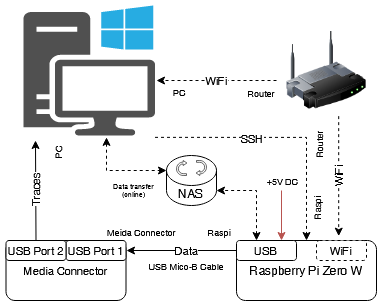 WiFi
PC
Router
SSH
Router
WiFi
Raspi
PC
Traces
Data transfer
(online)
NAS
+5V DC
Meida Connector
Raspi
USB Port 2
USB Port 1
Data
USB
WiFi
Media Connector
USB Mico-B Cable
Raspberry Pi Zero W